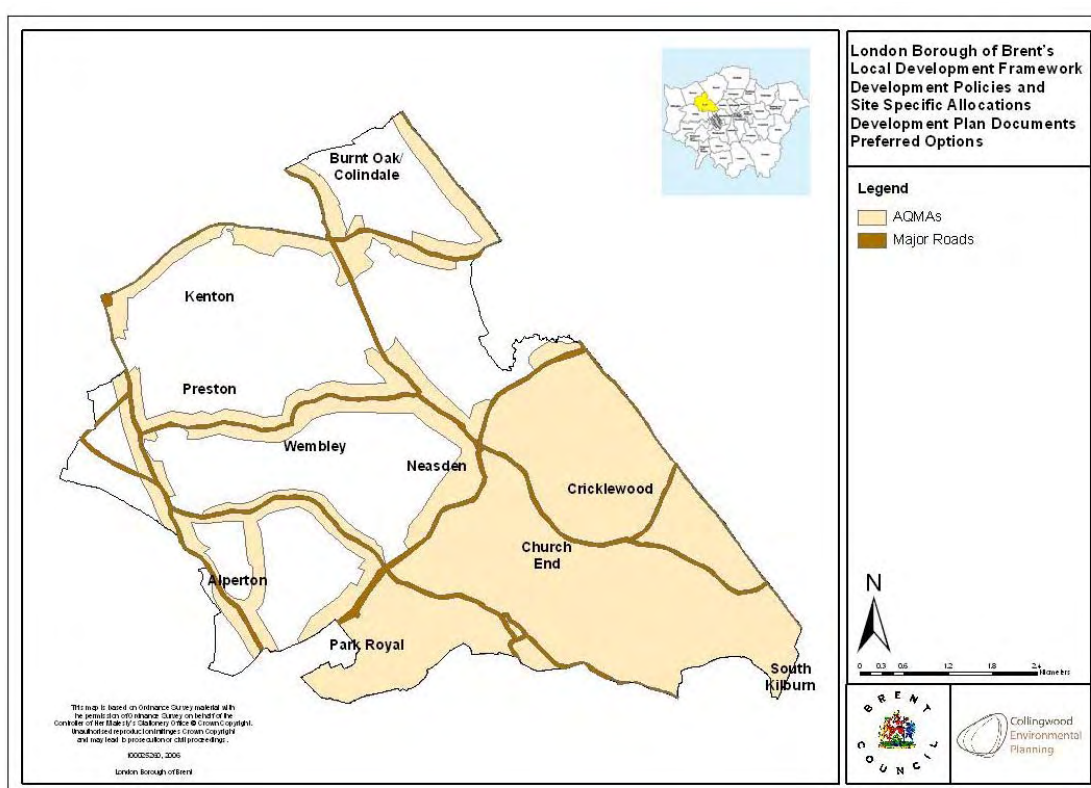 London Borough of Brent's
Local Development Framework
Development Policies and
Site Specific Allocations
Development Plan Documents
Preferred Options
Legend
AQMAs
Major Roads
Burnt Oak/
Colindale
Kenton
Preston
Wembley
Neasden
Cricklewood
Church
End
Alperton
Park Royal
South
Kilburn
N
0 0.3 0.6 1.2 1.8 2.4
Kilometers
This map is based on Ordnance Survey material with
the permission of Ordnance Survey on behalf of the
Controller of Her Majesty's Stationery Office © Crown Copyright.
Unauthorised reproduction infringes Crown Copyright
and may lead to prosecution or civil proceedings.
100025260, 2006
London Borough of Brent
BRENT
COUNCIL
Collingwood
Environmental
Planning